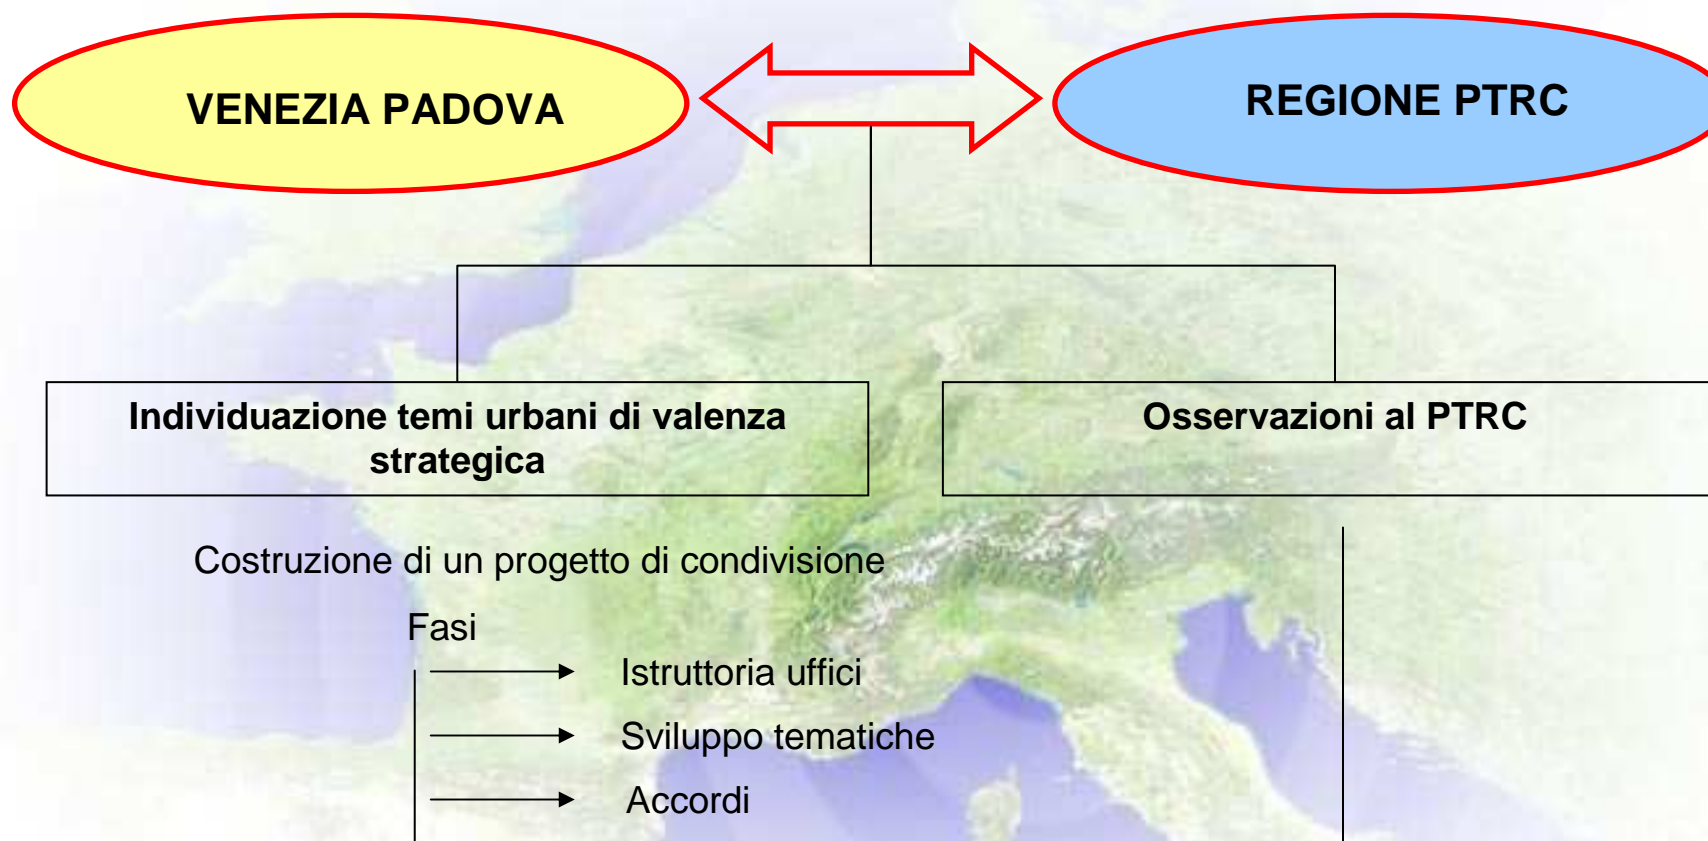 VENEZIA PADOVA
REGIONE PTRC
Individuazione temi urbani di valenza
strategica
Osservazioni al PTRC
Costruzione di un progetto di condivisione
Fasi
Istruttoria uffici
Sviluppo tematiche
Accordi